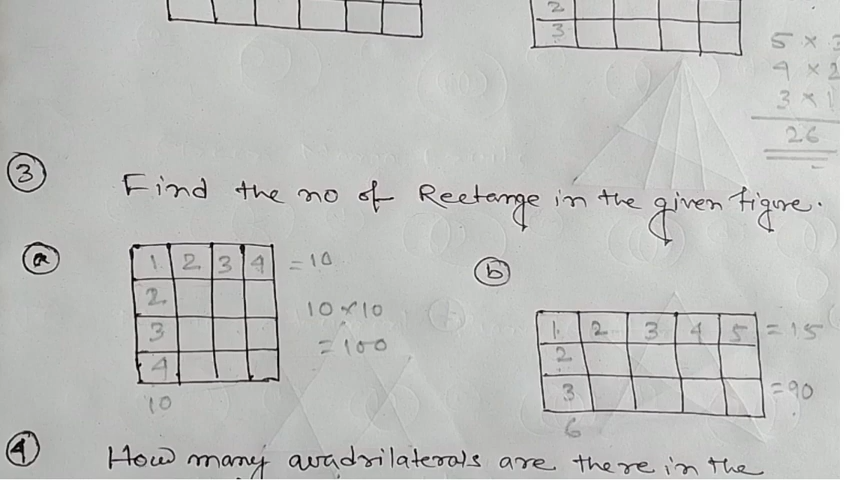 2
3
5 × 3
4 × 2
3 × 1
26
3
Find the no of Rectange in the given figure.
a
1 2 3 4 = 10
2
3
4
10
10 × 10
= 100
b
1 2 3 4 5 = 15
2
3 = 90
6
4
How many avadrilaterals are there in the